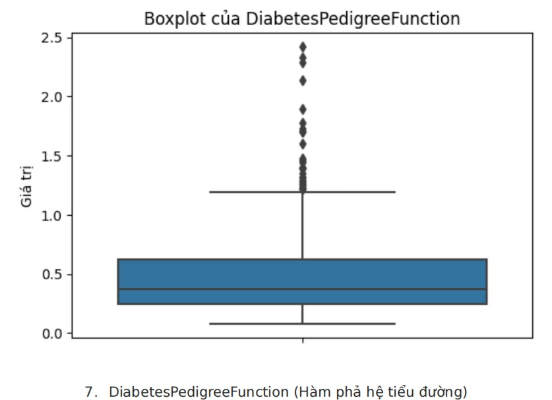 Boxplot của DiabetesPedigreeFunction
2.5
2.0
1.5
1.0
0.5
0.0
Giá trị
7. DiabetesPedigreeFunction (Hàm phả hệ tiểu đường)